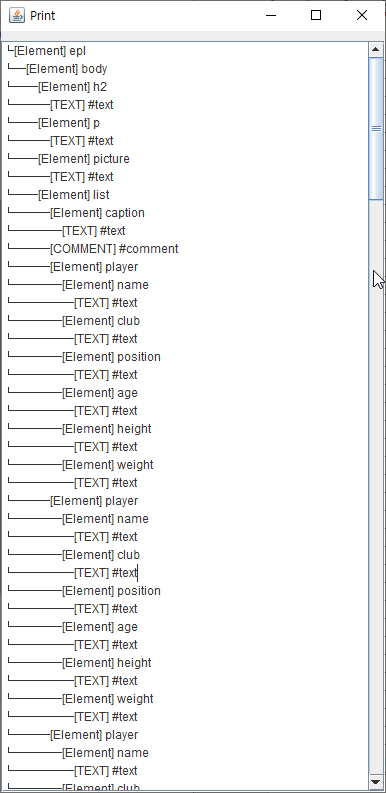 Print
└[Element] epl
└──[Element] body
└────[Element] h2
└──────[TEXT] #text
└────[Element] p
└──────[TEXT] #text
└────[Element] picture
└──────[TEXT] #text
└────[Element] list
└──────[Element] caption
└────────[TEXT] #text
└──────[COMMENT] #comment
└──────[Element] player
└────────[Element] name
└──────────[TEXT] #text
└────────[Element] club
└──────────[TEXT] #text
└────────[Element] position
└──────────[TEXT] #text
└────────[Element] age
└──────────[TEXT] #text
└────────[Element] height
└──────────[TEXT] #text
└────────[Element] weight
└──────────[TEXT] #text
└──────[Element] player
└────────[Element] name
└──────────[TEXT] #text
└────────[Element] club
└──────────[TEXT] #text
└────────[Element] position
└──────────[TEXT] #text
└────────[Element] age
└──────────[TEXT] #text
└────────[Element] height
└──────────[TEXT] #text
└────────[Element] weight
└──────────[TEXT] #text
└──────[Element] player
└────────[Element] name
└──────────[TEXT] #text
└────────[Element] club